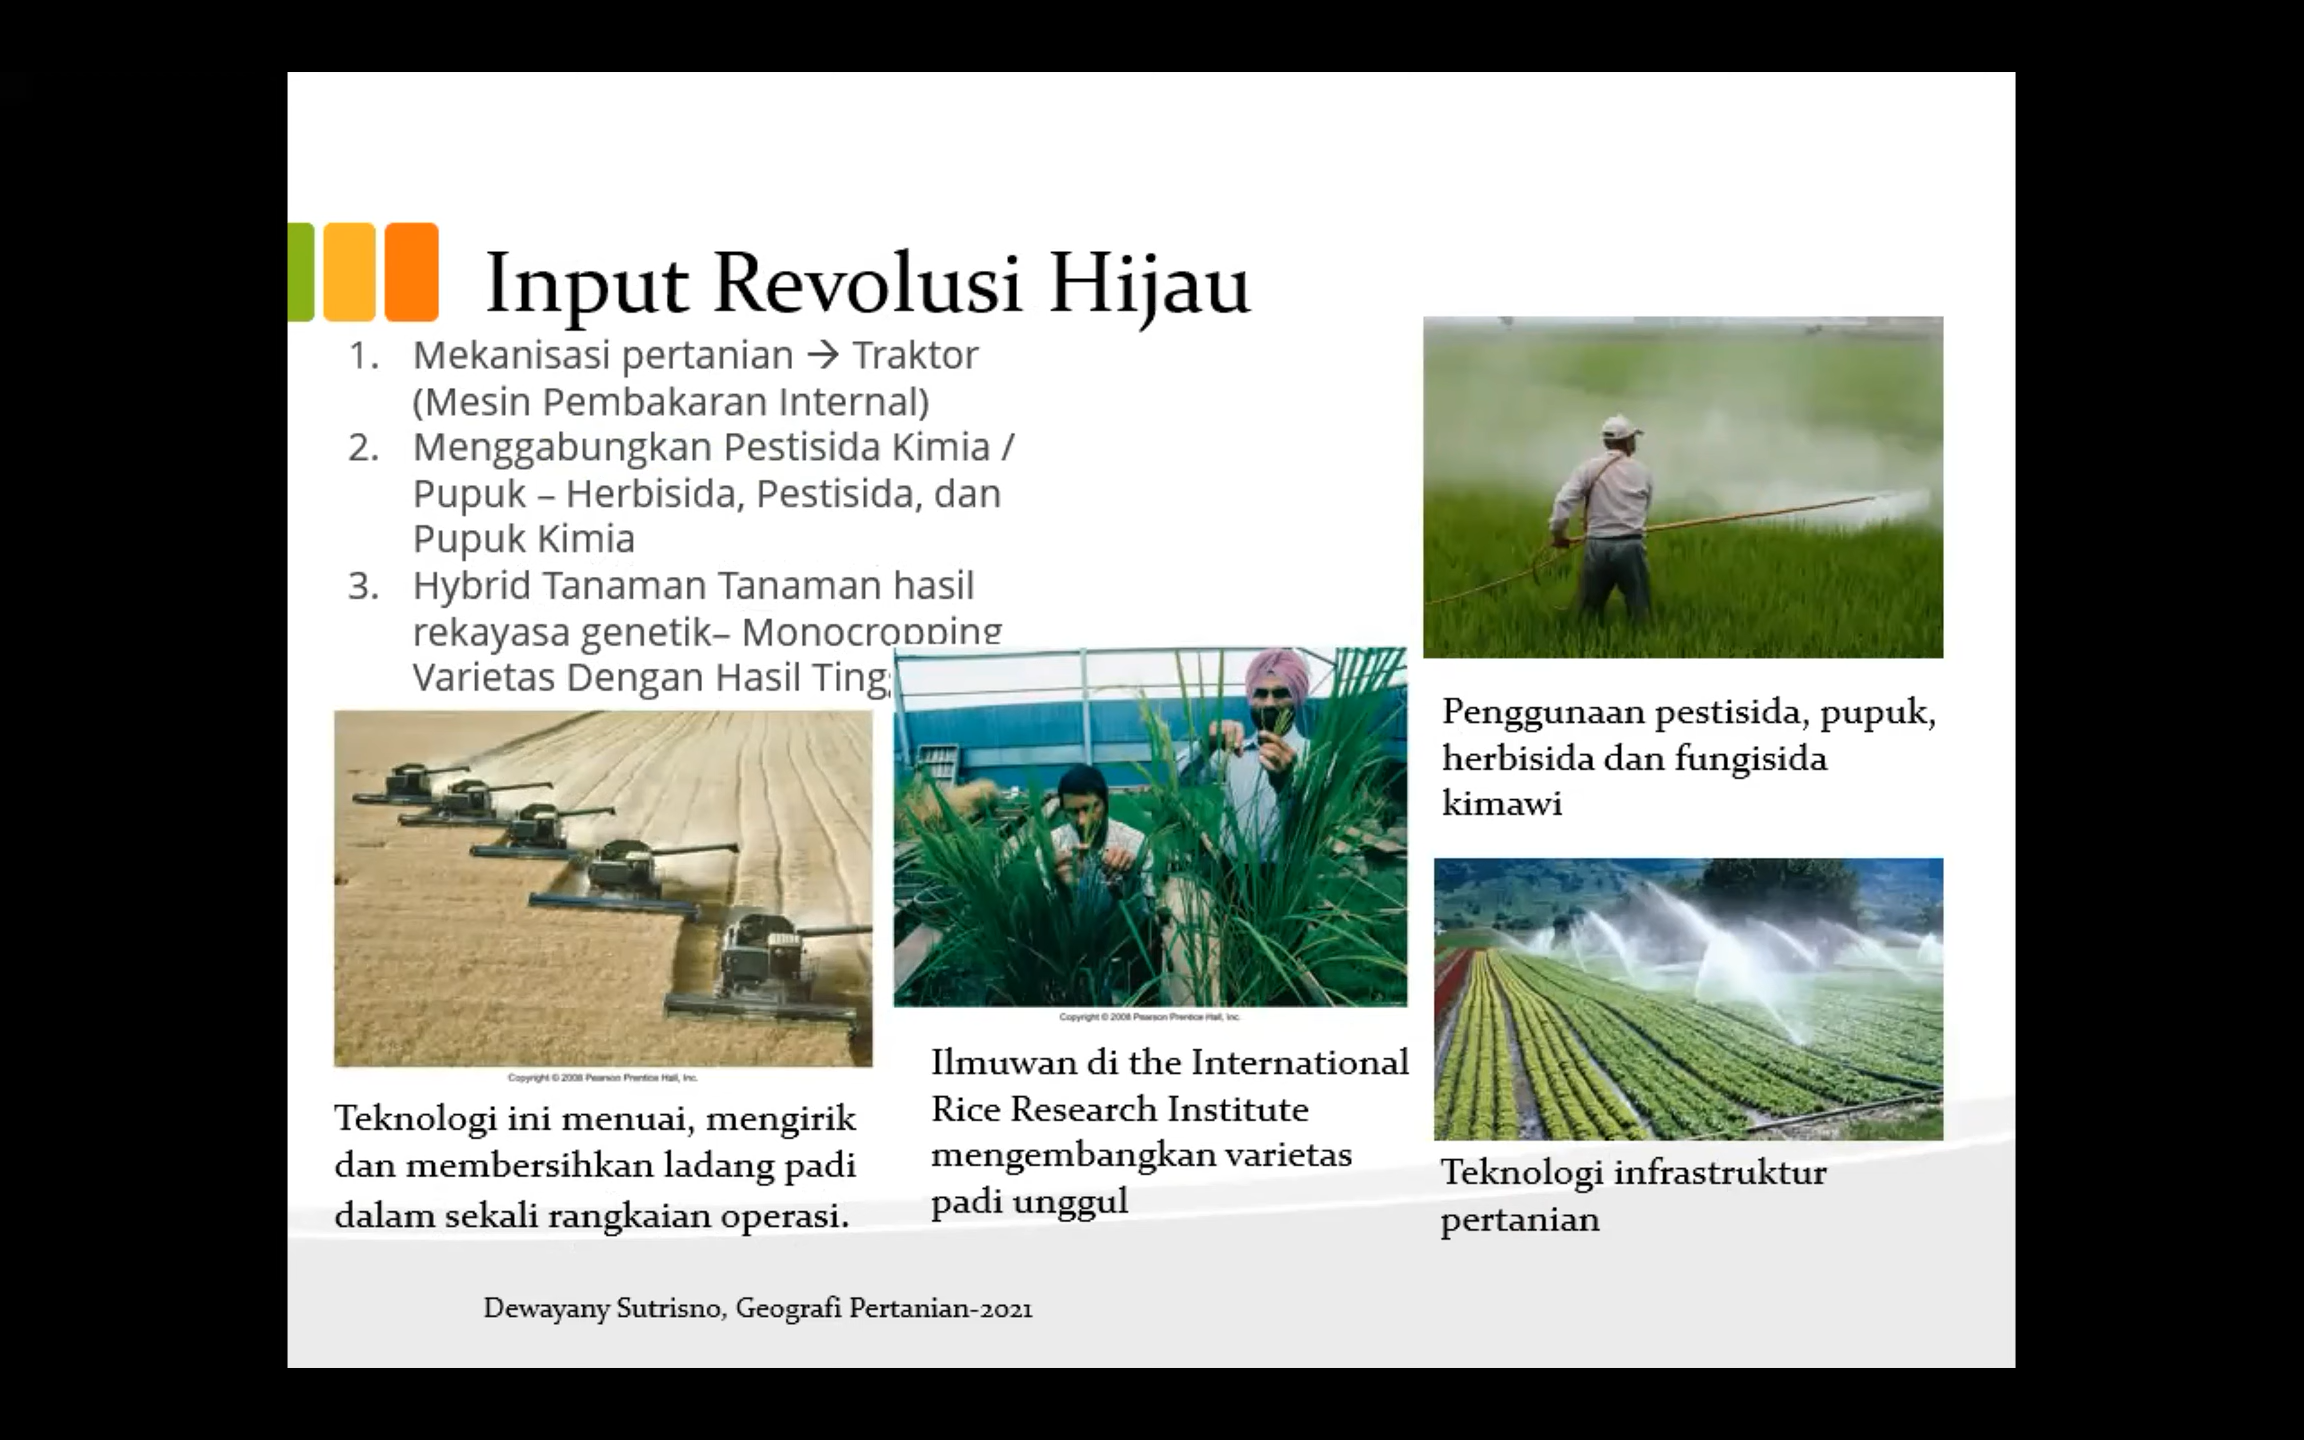 Input Revolusi Hijau
1. Mekanisasi pertanian → Traktor
(Mesin Pembakaran Internal)
2. Menggabungkan Pestisida Kimia /
Pupuk – Herbisida, Pestisida, dan
Pupuk Kimia
3. Hybrid Tanaman Tanaman hasil
rekayasa genetik– Monocropping
Varietas Dengan Hasil
Copyright © 2008 Pearson Prentice Hall, Inc.
Teknologi ini menuai, mengirik
dan membersihkan ladang padi
dalam sekali rangkaian operasi.
Copyright © 2008 Pearson Prentice Hall, Inc.
Ilmuwan di the International
Rice Research Institute
mengembangkan varietas
padi unggul
Penggunaan pestisida, pupuk,
herbisida dan fungisida
kimawi
Teknologi infrastruktur
pertanian
Dewayany Sutrisno, Geografi Pertanian-2021